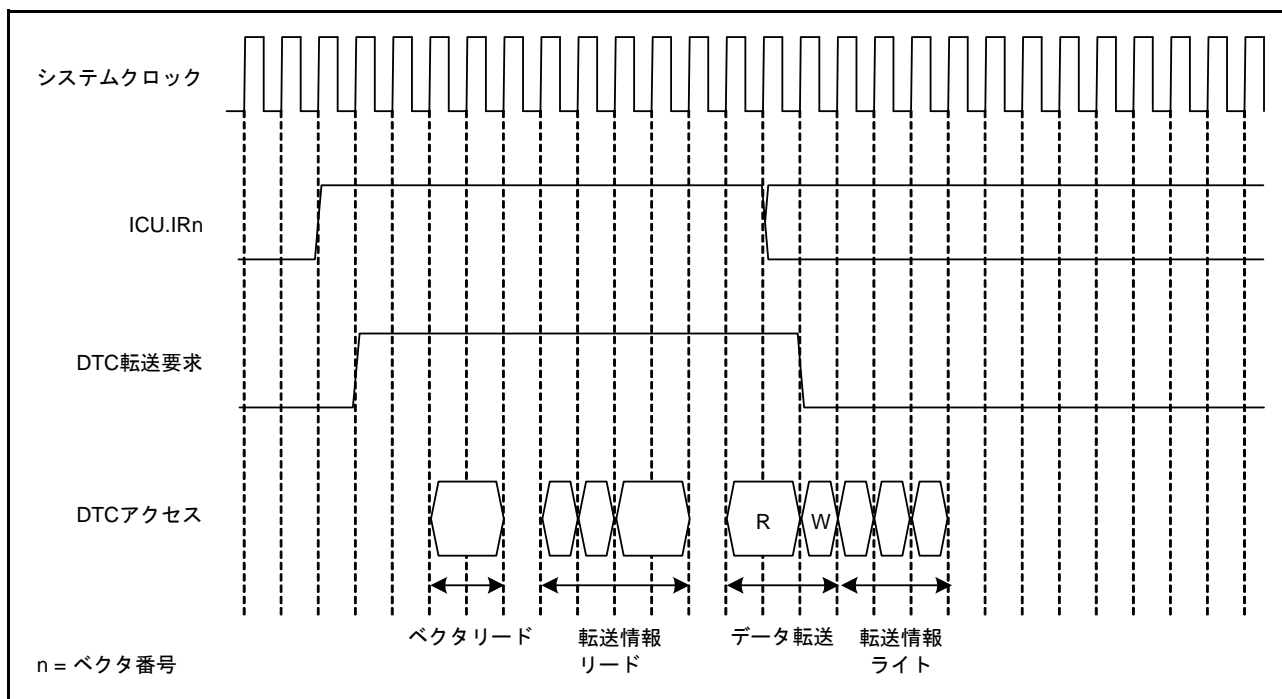 システムクロック
ICU.IRn
DTC転送要求
DTCアクセス
R
W
ベクタリード
転送情報
リード
データ転送
転送情報
ライト
n = ベクタ番号